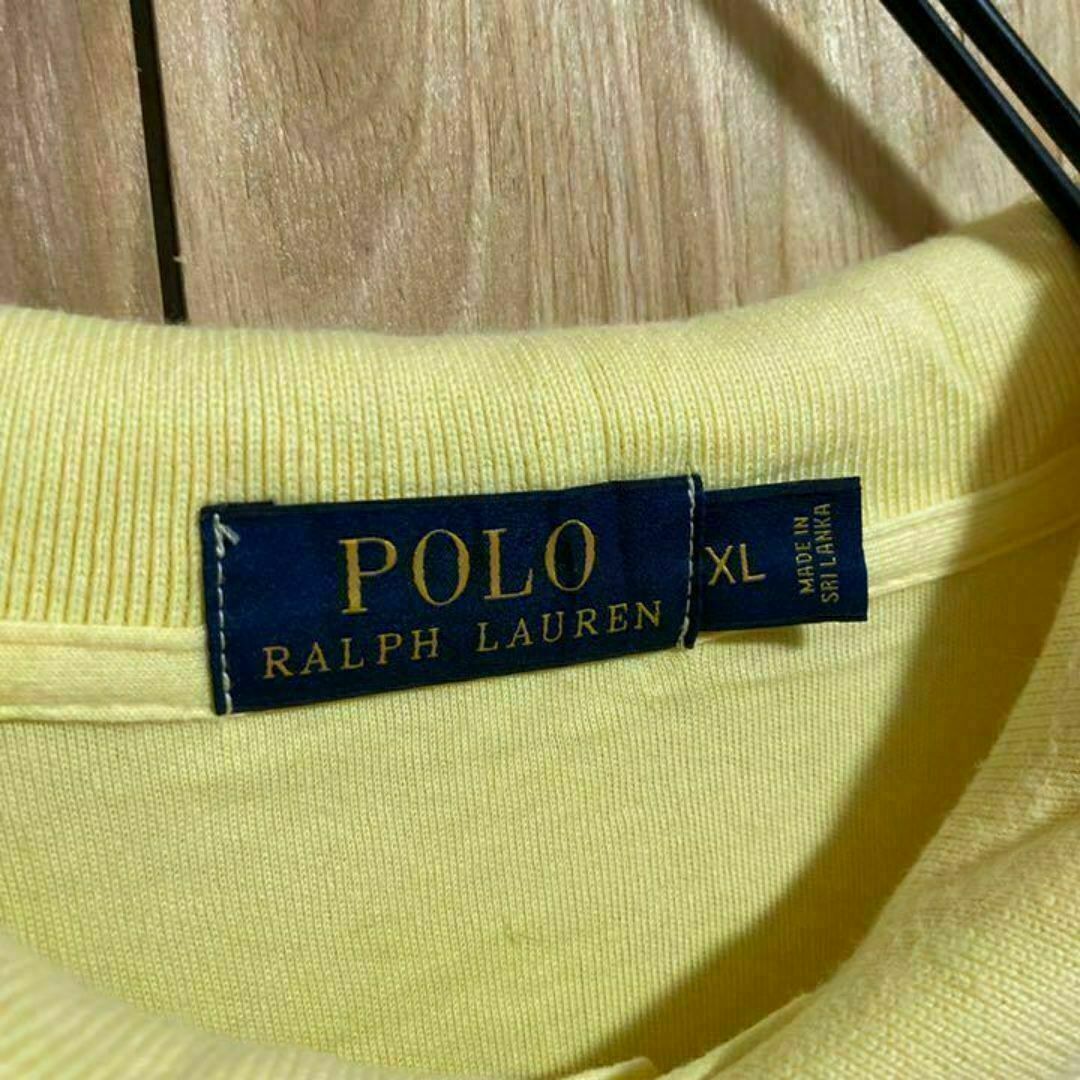 POLO
RALPH LAUREN
XL
MADE IN
SRI LANKA